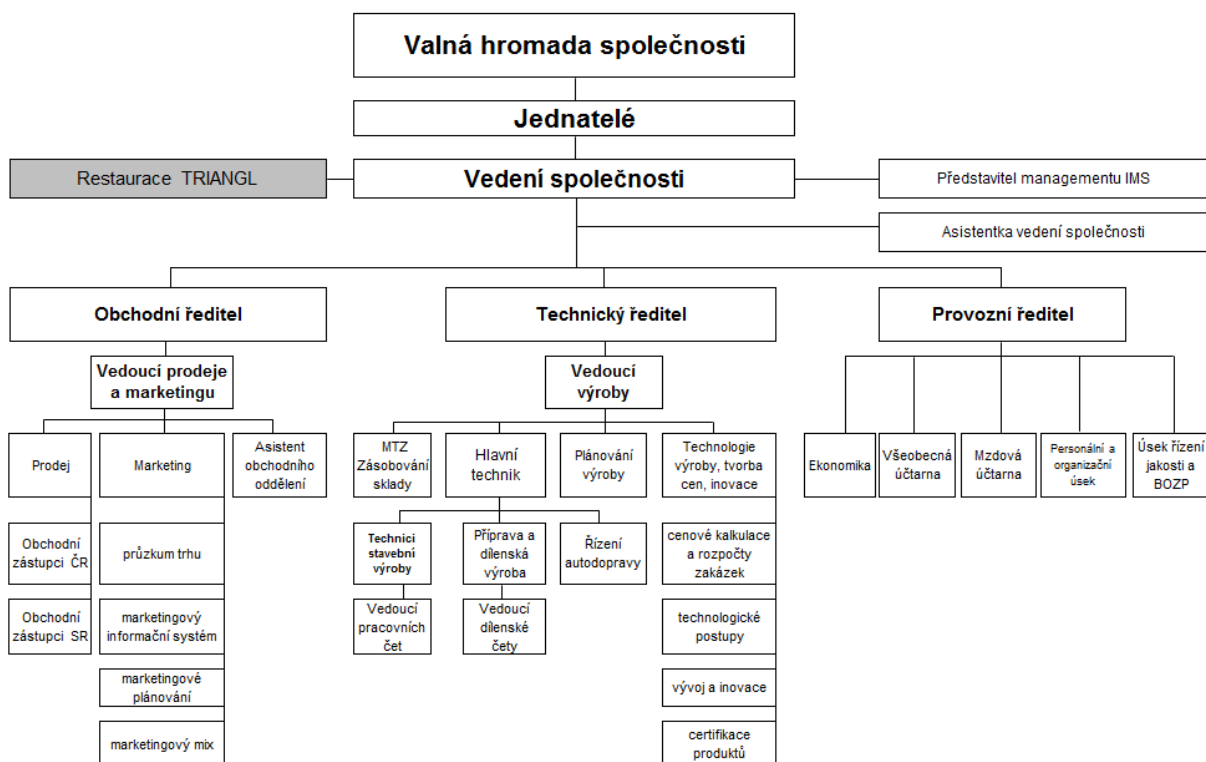 Valná hromada společnosti
Jednatelé
Restaurace TRIANGL
Vedení společnosti
Představitel managementu IMS
Asistentka vedení společnosti
Obchodní ředitel
Technický ředitel
Provozní ředitel
Vedoucí prodeje
a marketingu
Vedoucí
výroby
Prodej
Marketing
Asistent
obchodního
oddělení
MTZ
Zásobování
sklady
Hlavní
technik
Plánování
výroby
Technologie
výroby, tvorba
cen, inovace
Ekonomika
Všeobecná
účtarna
Mzdová
účtarna
Personální a
organizační
úsek
Úsek řízení
jakosti a
BOZP
Obchodní
zástupci ČR
průzkum trhu
Technici
stavební
výroby
Příprava a
dílenská
výroba
Řízení
autodopravy
cenové kalkulace
a rozpočty
zakázek
Obchodní
zástupci SR
marketingový
informační systém
Vedoucí
pracovních
čet
Vedoucí
dílenské
čety
technologické
postupy
marketingové
plánování
vývoj a inovace
marketingový mix
certifikace
produktů